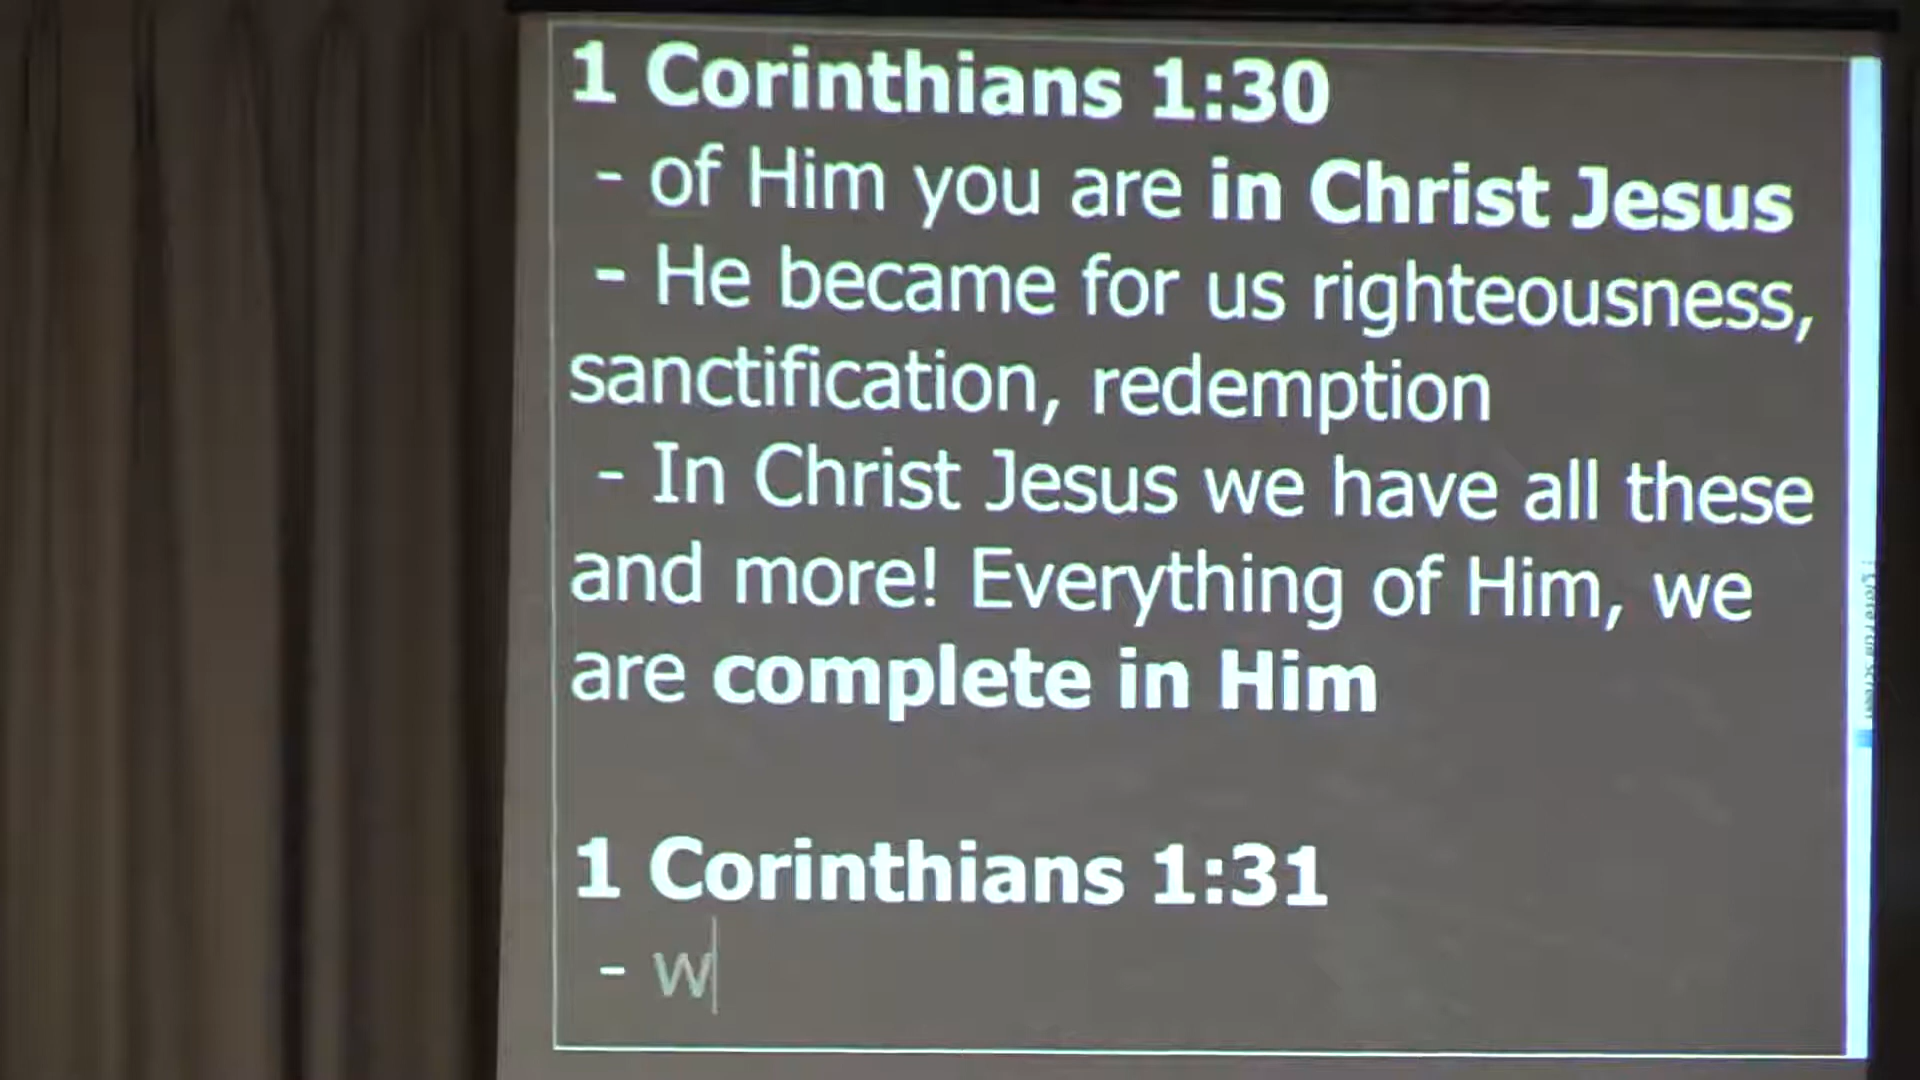 1 Corinthians 1:30
- of Him you are in Christ Jesus
- He became for us righteousness,
sanctification, redemption
- In Christ Jesus we have all these
and more! Everything of Him, we
are complete in Him
1 Corinthians 1:31
- w